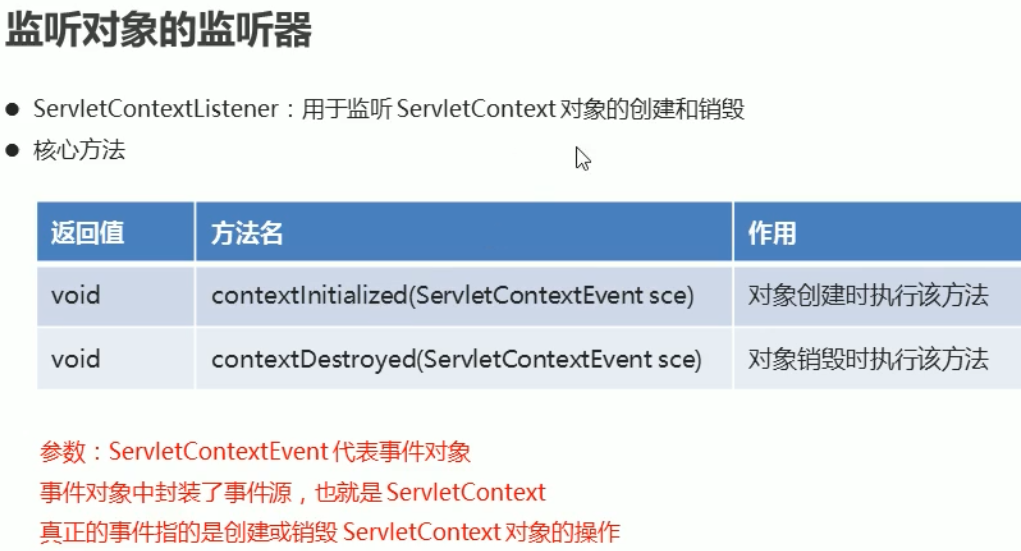 监听对象的监听器
● ServletContextListener：用于监听 ServletContext 对象的创建和销毁
● 核心方法
返回值 方法名 作用
void contextInitialized(ServletContextEvent sce) 对象创建时执行该方法
void contextDestroyed(ServletContextEvent sce) 对象销毁时执行该方法
参数：ServletContextEvent 代表事件对象
事件对象中封装了事件源，也就是 ServletContext
真正的事件指的是创建或销毁 ServletContext 对象的操作